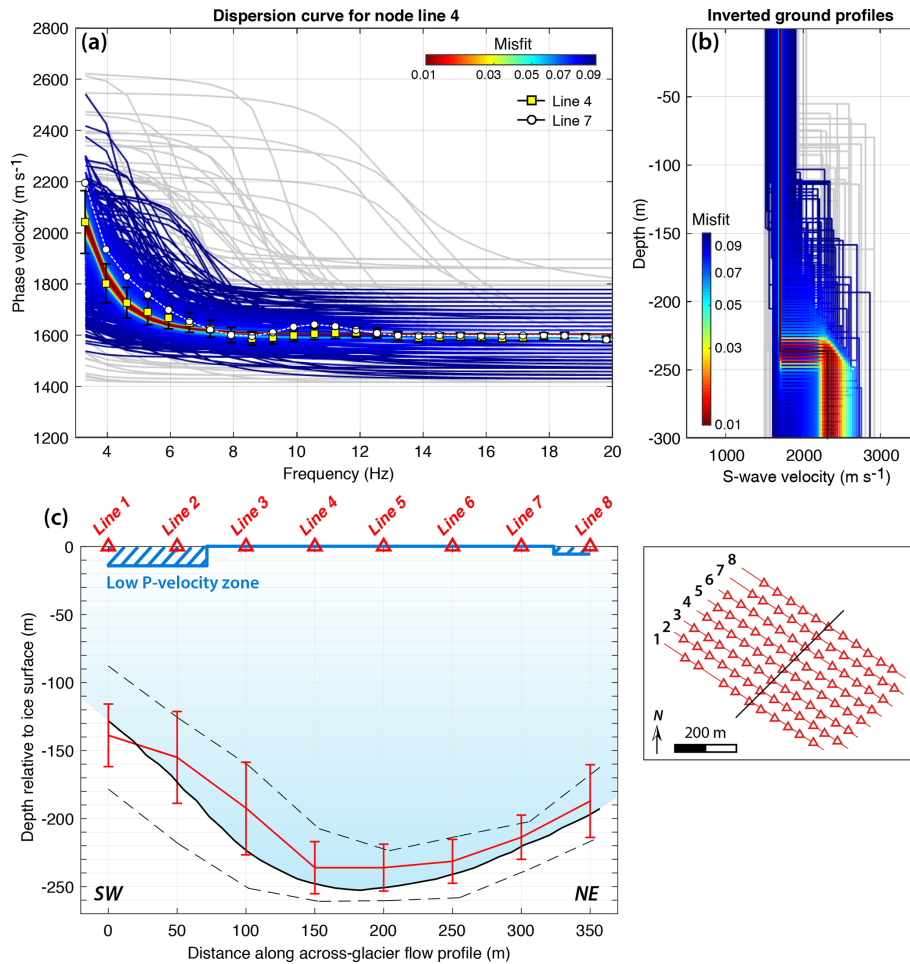 Dispersion curve for node line 4
Inverted ground profiles
(a)
(b)
Misfit
0.01 0.03 0.05 0.07 0.09
Line 4
Line 7
2800
2600
2400
2200
2000
1800
1600
1400
1200
Phase velocity (m s-1)
4 6 8 10 12 14 16 18 20
Frequency (Hz)
-50
-100
-150
-200
-250
-300
Depth (m)
Misfit
0.09
0.07
0.05
0.03
0.01
1000 2000 3000
S-wave velocity (m s-1)
(c)
Line 1 Line 2 Line 3 Line 4 Line 5 Line 6 Line 7 Line 8
Low P-velocity zone
0
-50
-100
-150
-200
-250
Depth relative to ice surface (m)
SW
NE
0 50 100 150 200 250 300 350
Distance along across-glacier flow profile (m)
8
7
6
5
4
3
2
1
N
200 m